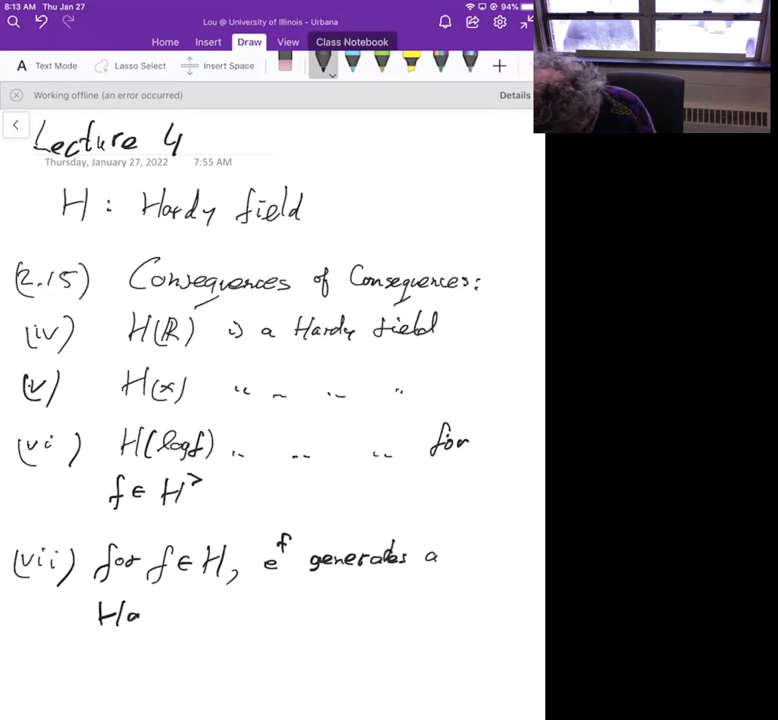 8:13 AM Thu Jan 27
94%
Lou @ University of Illinois - Urbana
Home Insert Draw View Class Notebook
A Text Mode Lasso Select Insert Space
Working offline (an error occurred) Details
Lecture 4
Thursday, January 27, 2022 7:55 AM
H : Hardy field
(2.15) Consequences of Consequences:
(iv) H(ℝ) is a Hardy field
(v) H(x) " " " "
(vi) H(log f) " " " for
f ∈ H^>
(vii) for f ∈ H, e^f generates a
Ha